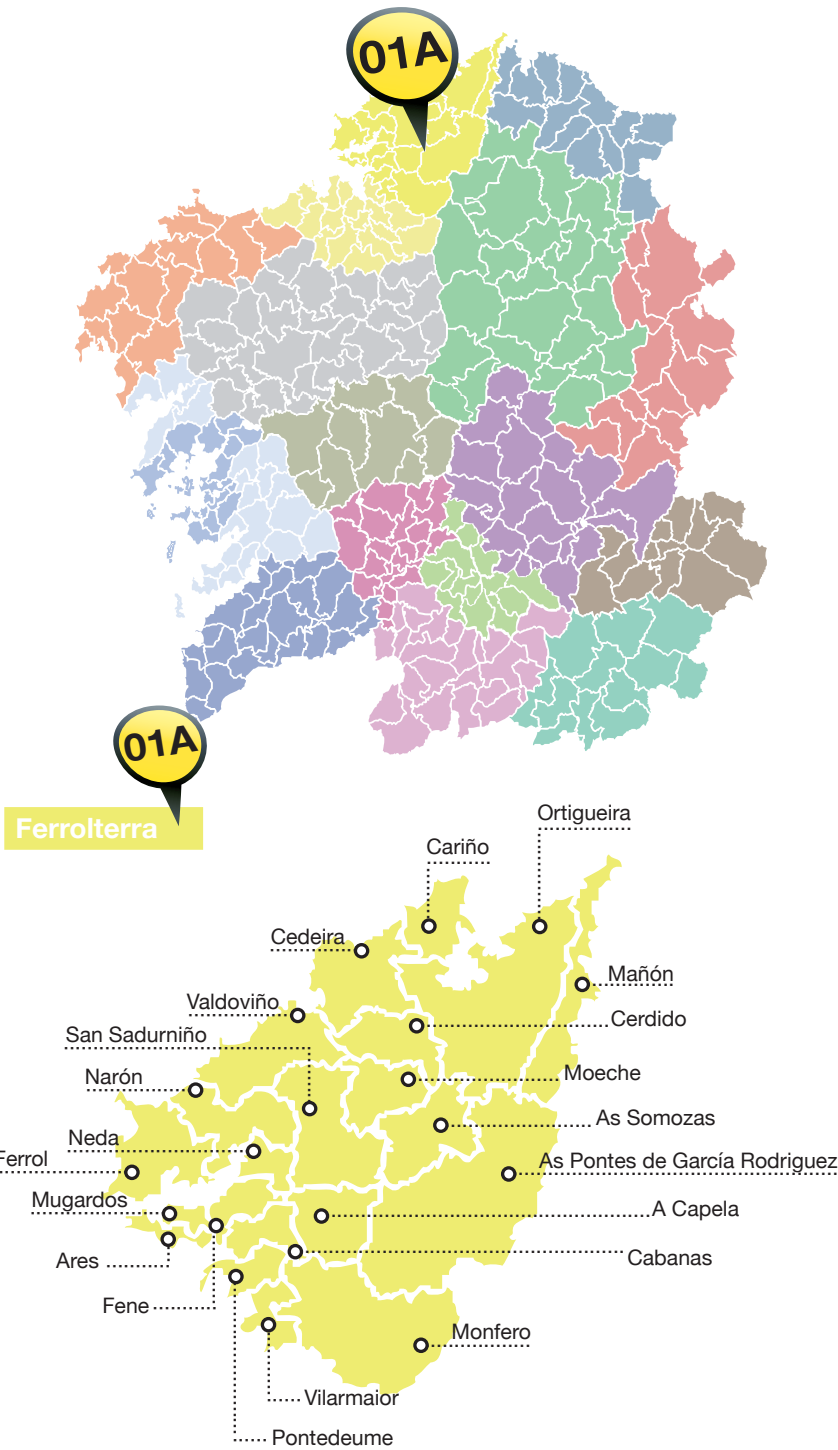 01A
01A
Ferrolterra
Ortigueira
Cariño
Cedeira
Mañón
Valdoviño
Cerdido
San Sadurniño
Moeche
Narón
As Somozas
Neda
Ferrol
As Pontes de García Rodriguez
Mugardos
A Capela
Ares
Cabanas
Fene
Monfero
Vilarmaior
Pontedeume